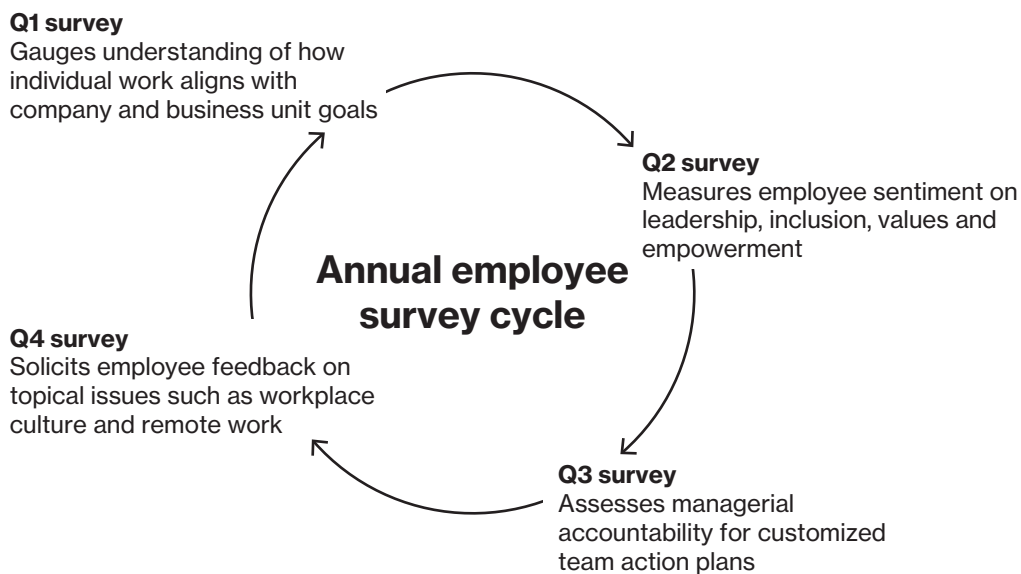 Q1 survey
Gauges understanding of how
individual work aligns with
company and business unit goals
Q2 survey
Measures employee sentiment on
leadership, inclusion, values and
empowerment
Annual employee
survey cycle
Q4 survey
Solicits employee feedback on
topical issues such as workplace
culture and remote work
Q3 survey
Assesses managerial
accountability for customized
team action plans